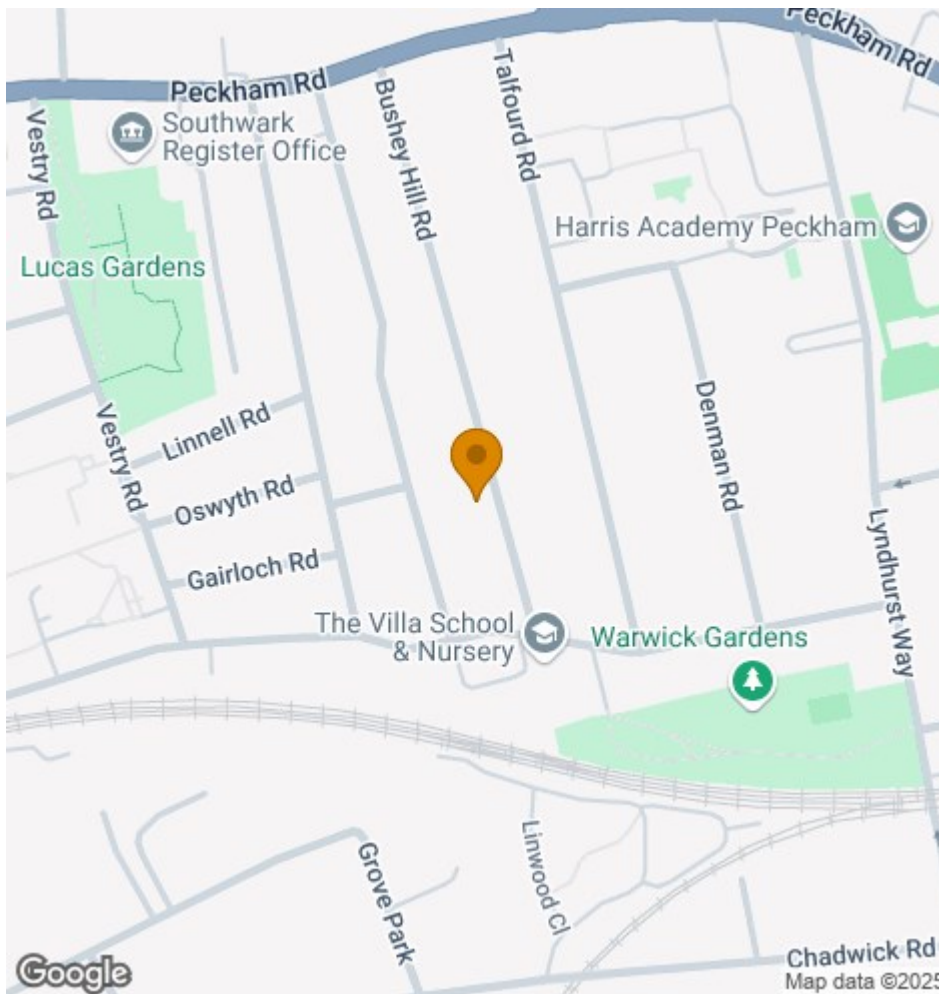 Peckham Rd
Peckham Rd
Southwark
Register Office
Vestry Rd
Bushey Hill Rd
Talfourd Rd
Harris Academy Peckham
Lucas Gardens
Linnell Rd
Vestry Rd
Oswyth Rd
Denman Rd
Gairloch Rd
Lyndhurst Way
The Villa School
& Nursery
Warwick Gardens
Linwood Cl
Grove Park
Chadwick Rd
Google
Map data ©2025